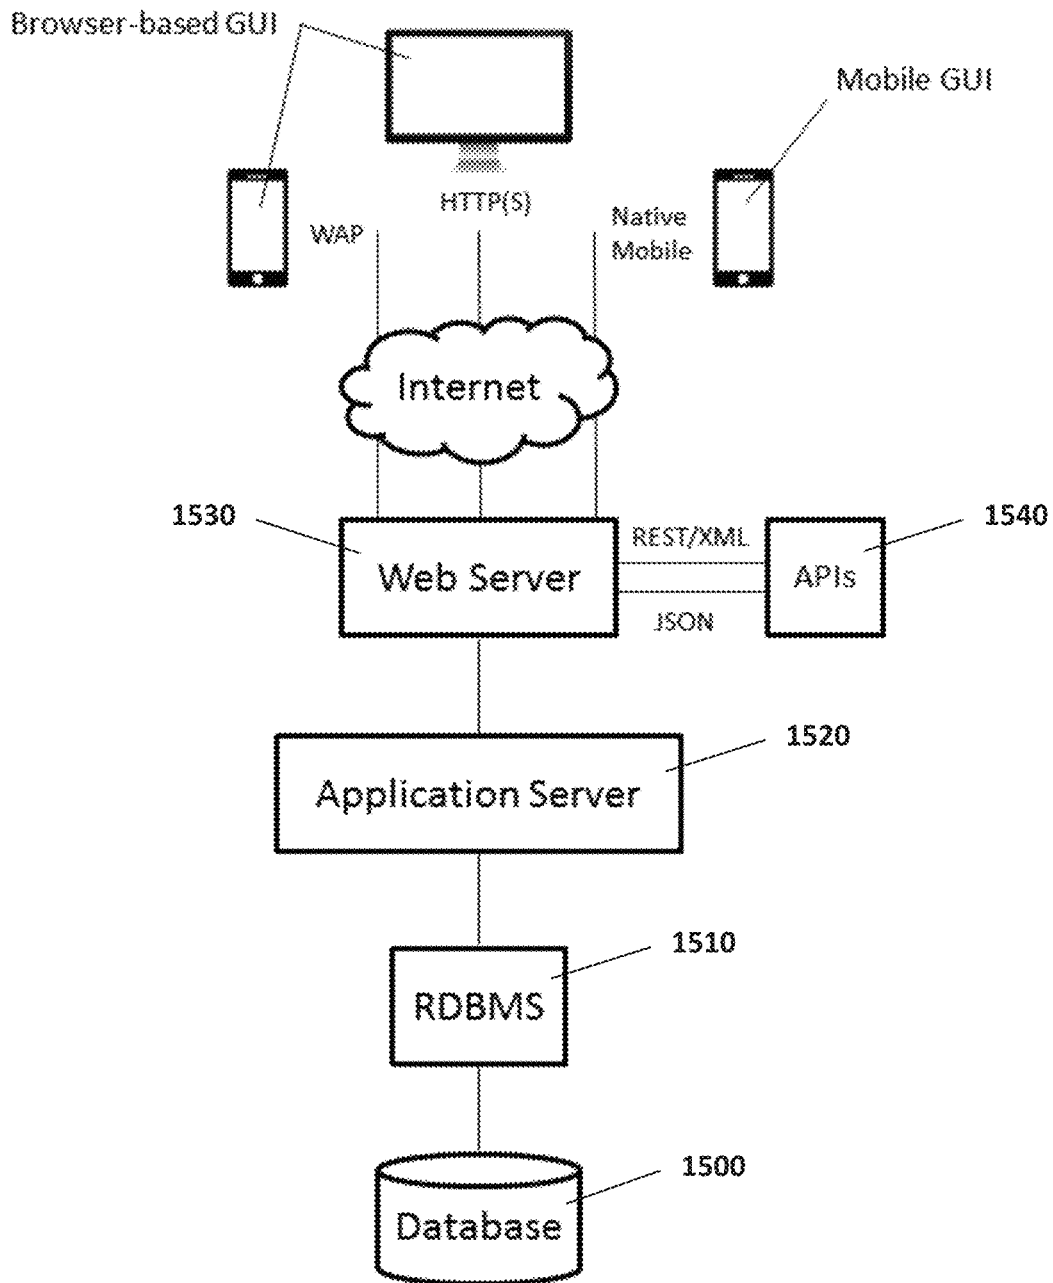 Browser-based GUI
Mobile GUI
HTTP(S)
WAP
Native
Mobile
Internet
1530
1540
REST/XML
Web Server
APIs
JSON
1520
Application Server
1510
RDBMS
1500
Database